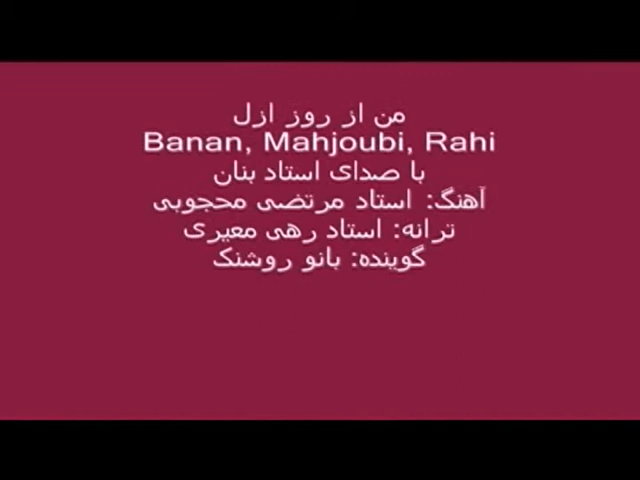 من از روز ازل
Banan, Mahjoubi, Rahi
با صدای استاد بنان
آهنگ: استاد مرتضی محجوبی
ترانه: استاد رهی معیری
گوینده: بانو روشنک